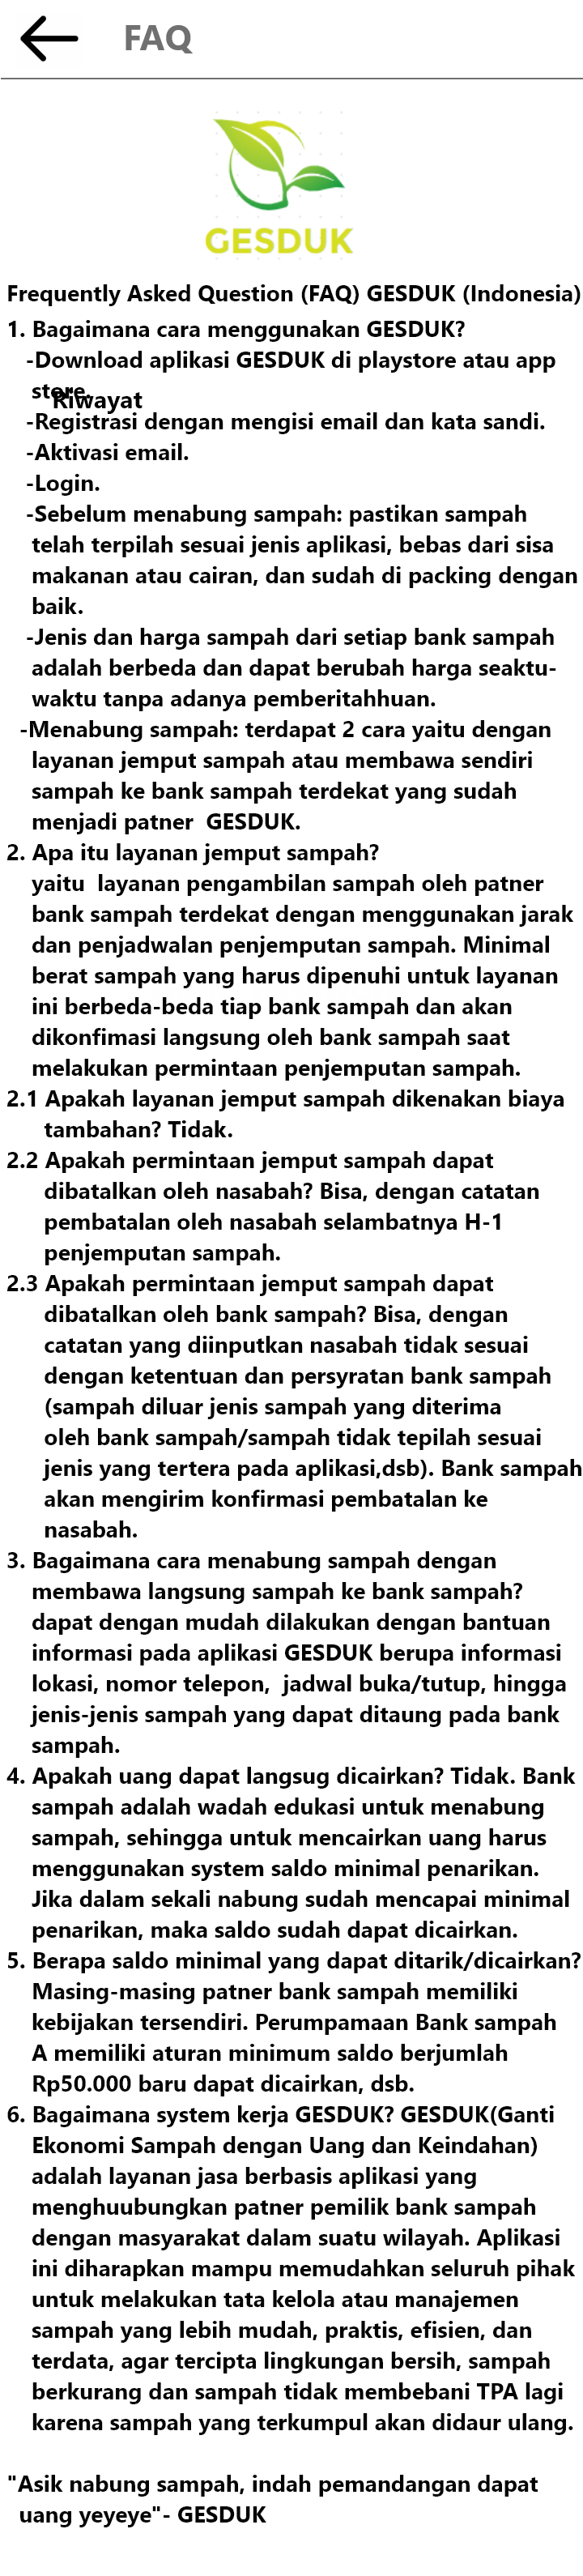 FAQ
GESDUK
Frequently Asked Question (FAQ) GESDUK (Indonesia)
1. Bagaimana cara menggunakan GESDUK?
-Download aplikasi GESDUK di playstore atau app
store.
Riwayat
-Registrasi dengan mengisi email dan kata sandi.
-Aktivasi email.
-Login.
-Sebelum menabung sampah: pastikan sampah
telah terpilah sesuai jenis aplikasi, bebas dari sisa
makanan atau cairan, dan sudah di packing dengan
baik.
-Jenis dan harga sampah dari setiap bank sampah
adalah berbeda dan dapat berubah harga seaktu-
waktu tanpa adanya pemberitahhuan.
-Menabung sampah: terdapat 2 cara yaitu dengan
layanan jemput sampah atau membawa sendiri
sampah ke bank sampah terdekat yang sudah
menjadi patner  GESDUK.
2. Apa itu layanan jemput sampah?
yaitu  layanan pengambilan sampah oleh patner
bank sampah terdekat dengan menggunakan jarak
dan penjadwalan penjemputan sampah. Minimal
berat sampah yang harus dipenuhi untuk layanan
ini berbeda-beda tiap bank sampah dan akan
dikonfimasi langsung oleh bank sampah saat
melakukan permintaan penjemputan sampah.
2.1 Apakah layanan jemput sampah dikenakan biaya
tambahan? Tidak.
2.2 Apakah permintaan jemput sampah dapat
dibatalkan oleh nasabah? Bisa, dengan catatan
pembatalan oleh nasabah selambatnya H-1
penjemputan sampah.
2.3 Apakah permintaan jemput sampah dapat
dibatalkan oleh bank sampah? Bisa, dengan
catatan yang diinputkan nasabah tidak sesuai
dengan ketentuan dan persyratan bank sampah
(sampah diluar jenis sampah yang diterima
oleh bank sampah/sampah tidak tepilah sesuai
jenis yang tertera pada aplikasi,dsb). Bank sampah
akan mengirim konfirmasi pembatalan ke
nasabah.
3. Bagaimana cara menabung sampah dengan
membawa langsung sampah ke bank sampah?
dapat dengan mudah dilakukan dengan bantuan
informasi pada aplikasi GESDUK berupa informasi
lokasi, nomor telepon,  jadwal buka/tutup, hingga
jenis-jenis sampah yang dapat ditaung pada bank
sampah.
4. Apakah uang dapat langsug dicairkan? Tidak. Bank
sampah adalah wadah edukasi untuk menabung
sampah, sehingga untuk mencairkan uang harus
menggunakan system saldo minimal penarikan.
Jika dalam sekali nabung sudah mencapai minimal
penarikan, maka saldo sudah dapat dicairkan.
5. Berapa saldo minimal yang dapat ditarik/dicairkan?
Masing-masing patner bank sampah memiliki
kebijakan tersendiri. Perumpamaan Bank sampah
A memiliki aturan minimum saldo berjumlah
Rp50.000 baru dapat dicairkan, dsb.
6. Bagaimana system kerja GESDUK? GESDUK(Ganti
Ekonomi Sampah dengan Uang dan Keindahan)
adalah layanan jasa berbasis aplikasi yang
menghuubungkan patner pemilik bank sampah
dengan masyarakat dalam suatu wilayah. Aplikasi
ini diharapkan mampu memudahkan seluruh pihak
untuk melakukan tata kelola atau manajemen
sampah yang lebih mudah, praktis, efisien, dan
terdata, agar tercipta lingkungan bersih, sampah
berkurang dan sampah tidak membebani TPA lagi
karena sampah yang terkumpul akan didaur ulang.
"Asik nabung sampah, indah pemandangan dapat
uang yeyeye"- GESDUK